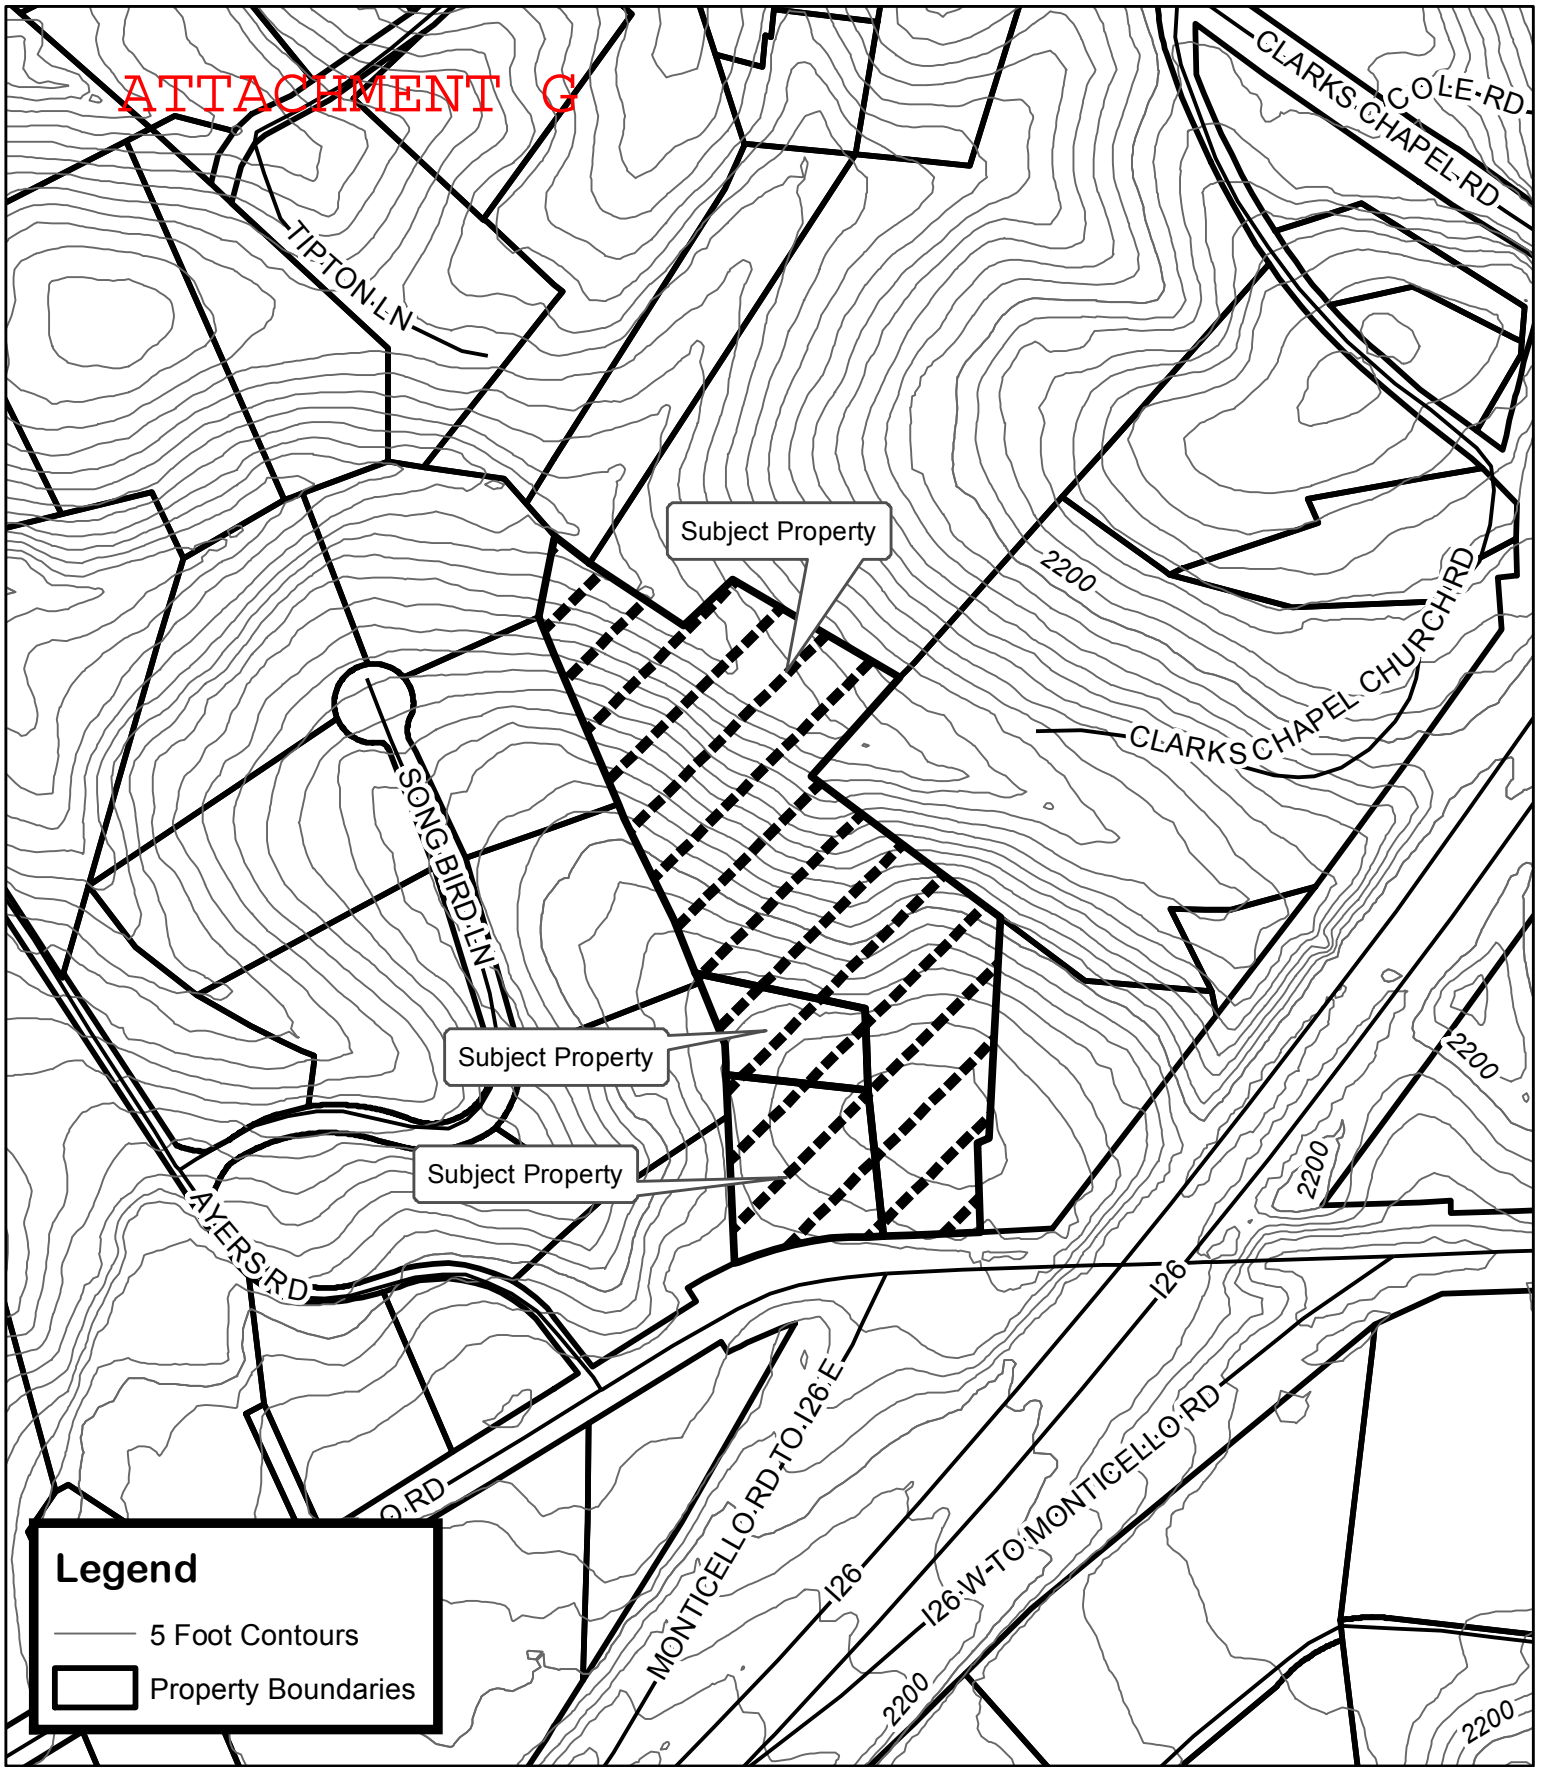 ATTACHMENT G
CLARKS CHAPEL RD
COLE RD
TIPTON LN
Subject Property
2200
CLARKS CHAPEL CHURCH RD
SONG BIRD LN
Subject Property
2200
Subject Property
2200
AYERS RD
I26
MONTICELLO RD-TO-I26 E
I26 W-TO-MONTICELLO RD
O RD
I26
2200
2200
Legend
5 Foot Contours
Property Boundaries